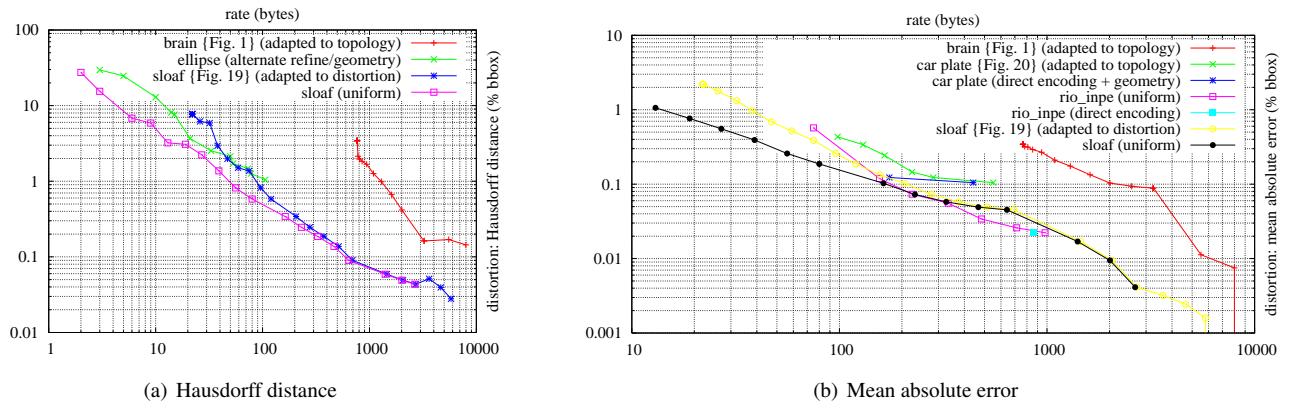 rate (bytes)
100
10
1
0.1
0.01
1
10
100
1000
10000
distortion: Hausdorff distance (% bbox)
brain {Fig. 1} (adapted to topology)
ellipse (alternate refine/geometry)
sloaf {Fig. 19} (adapted to distortion)
sloaf (uniform)
(a) Hausdorff distance
rate (bytes)
10
1
0.1
0.01
0.001
10
100
1000
10000
distortion: mean absolute error (% bbox)
brain {Fig. 1} (adapted to topology)
car plate {Fig. 20} (adapted to topology)
car plate (direct encoding + geometry)
rio_inpe (uniform)
rio_inpe (direct encoding)
sloaf {Fig. 19} (adapted to distortion)
sloaf (uniform)
(b) Mean absolute error